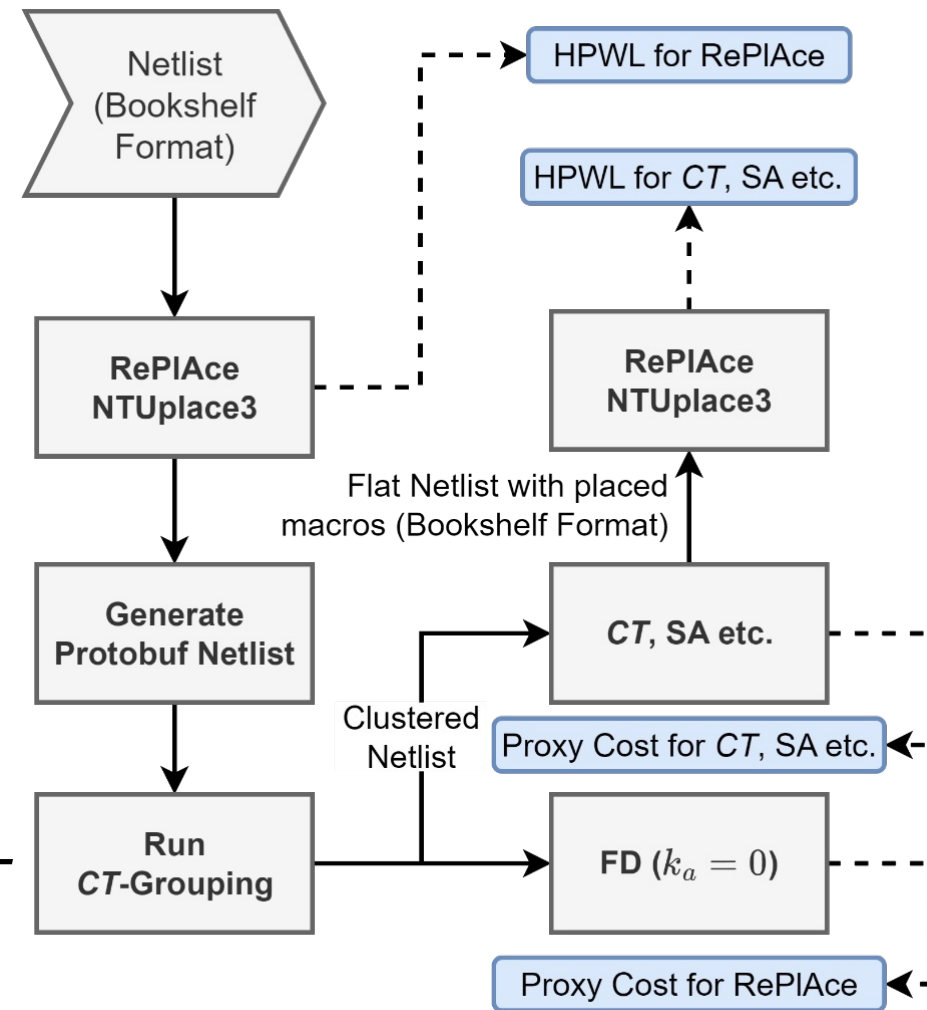 Netlist
(Bookshelf
Format)
HPWL for RePlAce
HPWL for CT, SA etc.
RePlAce
NTUplace3
RePlAce
NTUplace3
Flat Netlist with placed
macros (Bookshelf Format)
Generate
Protobuf Netlist
CT, SA etc.
Clustered
Netlist
Proxy Cost for CT, SA etc.
Run
CT-Grouping
FD (kₐ = 0)
Proxy Cost for RePlAce